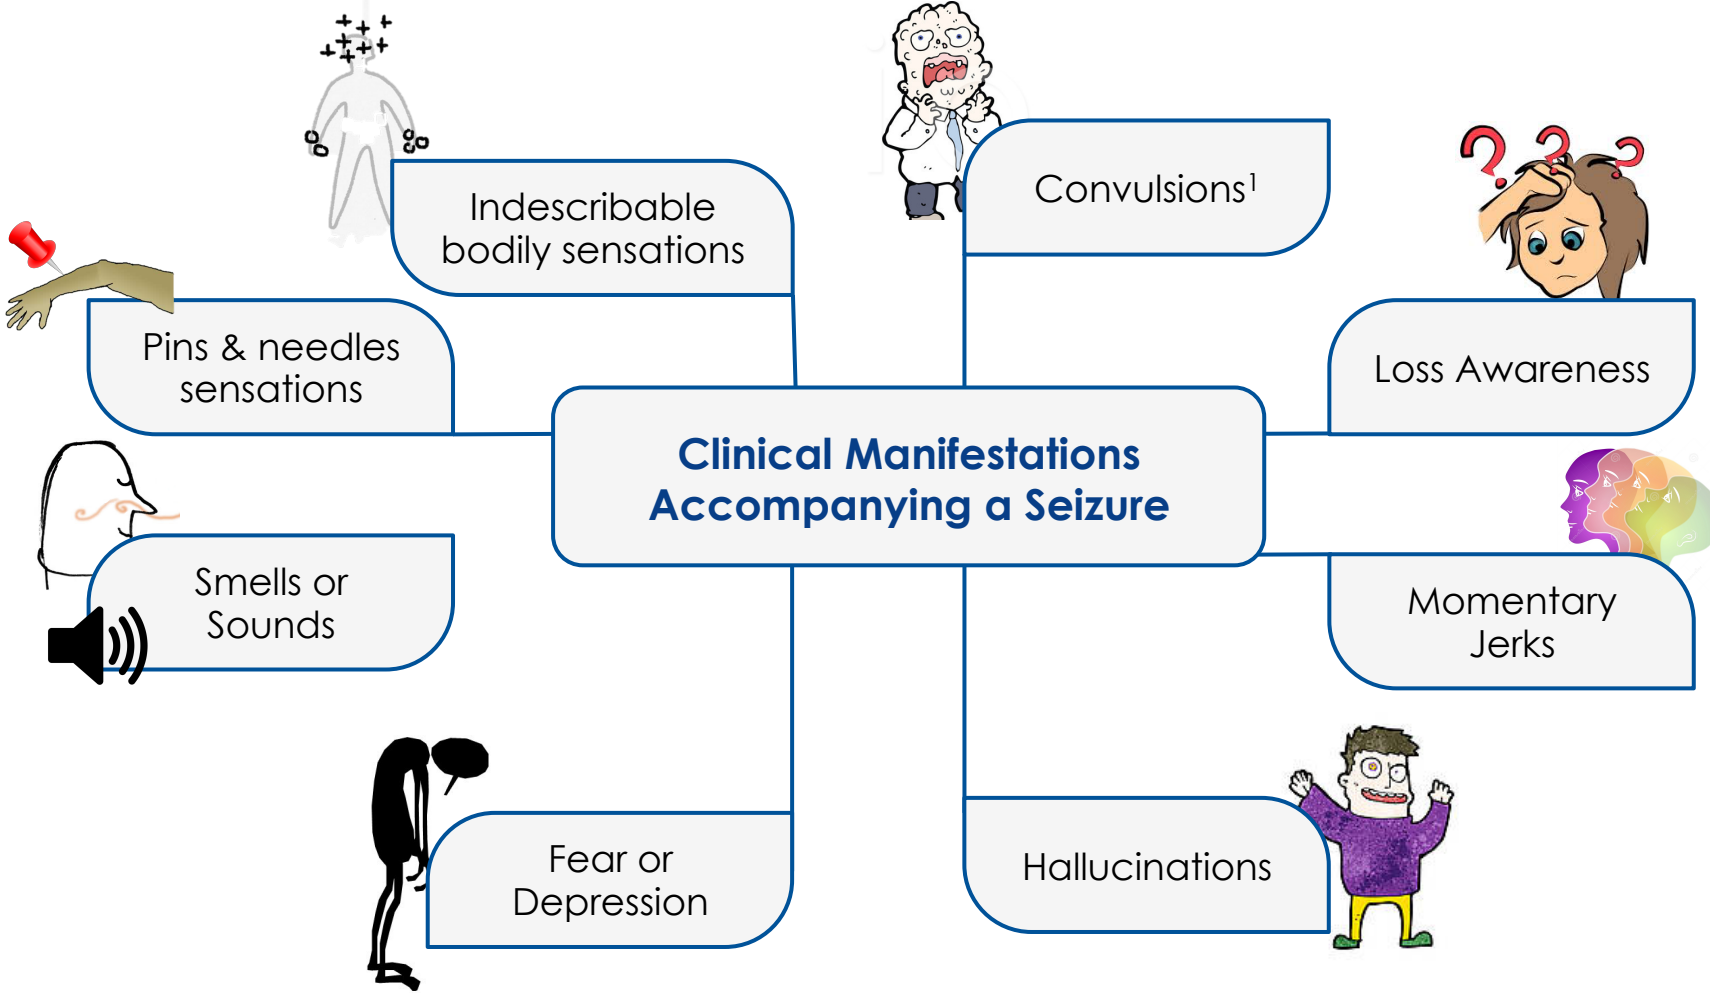 Indescribable
bodily sensations
Convulsions¹
Pins & needles
sensations
Loss Awareness
Clinical Manifestations
Accompanying a Seizure
Smells or
Sounds
Momentary
Jerks
Fear or
Depression
Hallucinations